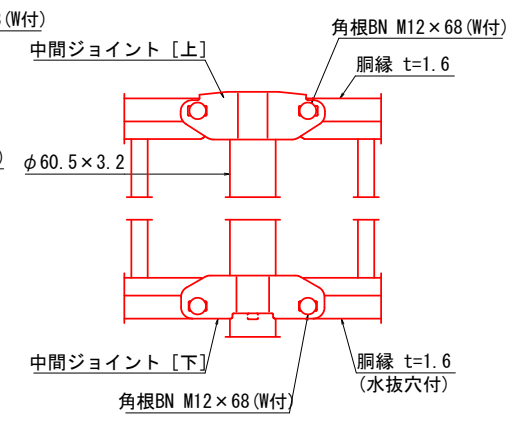 (W付)
中間ジョイント [上]
角根BN M12×68(W付)
胴縁 t=1.6
φ60.5×3.2
中間ジョイント [下]
角根BN M12×68(W付)
胴縁 t=1.6
(水抜穴付)